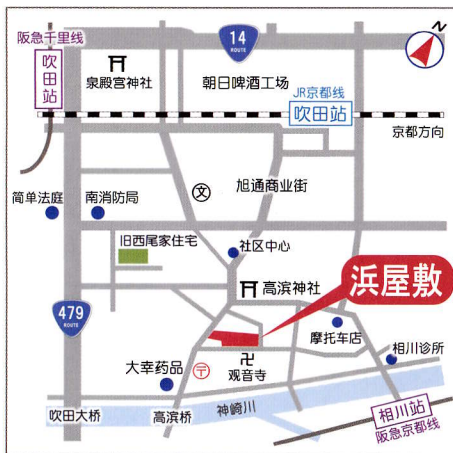 阪急千里线
吹田站
14
ROUTE
N
泉殿宫神社
朝日啤酒工场
JR京都线
吹田站
京都方向
文
旭通商业街
简单法庭
南消防局
旧西尾家住宅
社区中心
高滨神社
浜屋敷
479
ROUTE
摩托车店
相川诊所
大幸药品
〒
卍
观音寺
神崎川
吹田大桥
高滨桥
相川站
阪急京都线